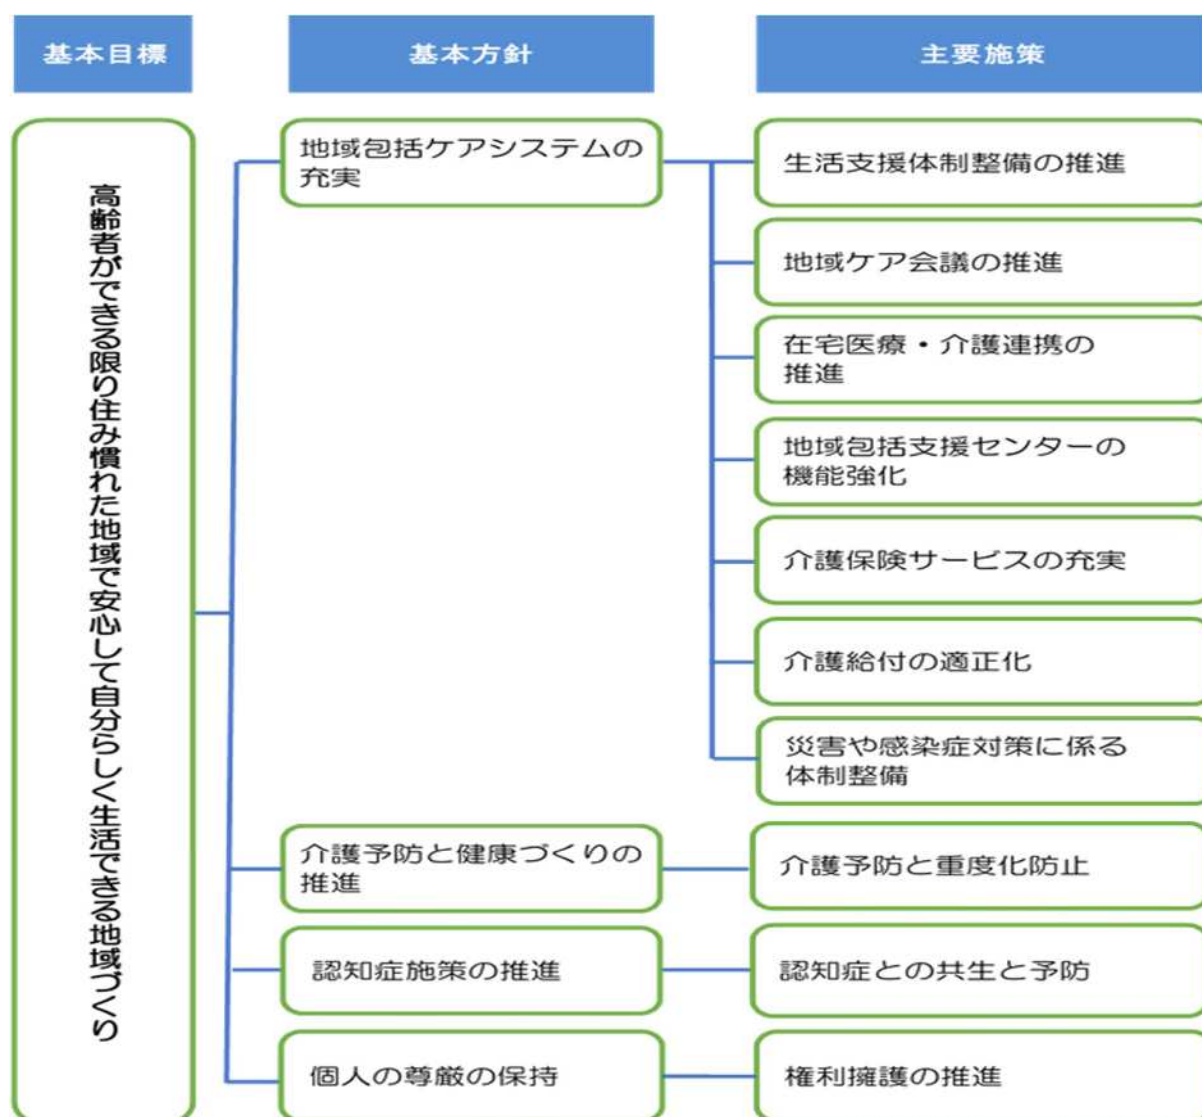 基本目標
基本方針
主要施策
高齢者ができる限り住み慣れた地域で安心して自分らしく生活できる地域づくり
地域包括ケアシステムの
充実
生活支援体制整備の推進
地域ケア会議の推進
在宅医療・介護連携の
推進
地域包括支援センターの
機能強化
介護保険サービスの充実
介護給付の適正化
災害や感染症対策に係る
体制整備
介護予防と健康づくりの
推進
介護予防と重度化防止
認知症施策の推進
認知症との共生と予防
個人の尊厳の保持
権利擁護の推進